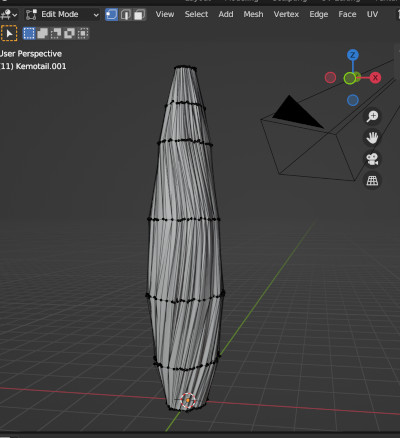 Edit Mode View Select Add Mesh Vertex Edge Face UV
User Perspective
(11) Kemotail.001
Z
X